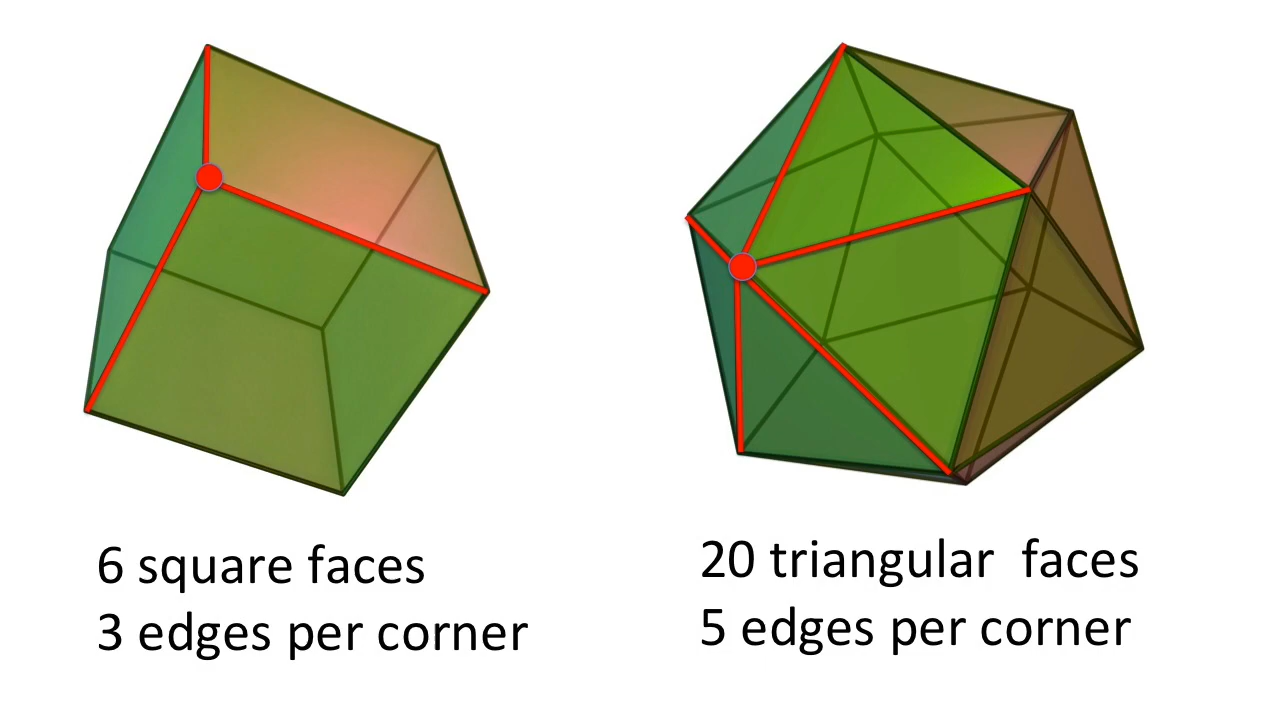 6 square faces
3 edges per corner
20 triangular faces
5 edges per corner